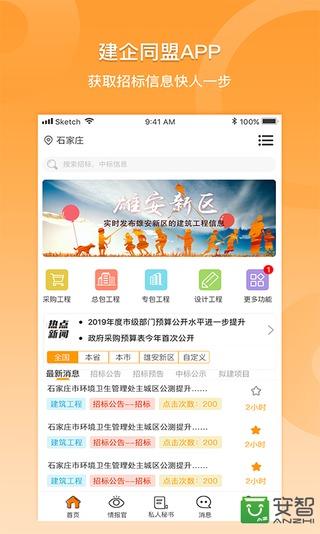 建企同盟APP
获取招标信息快人一步
Sketch 9:41 AM 100%
石家庄
搜索招标，中标信息
雄安新区
实时发布雄安新区的建筑工程信息
采购工程 总包工程 专包工程 设计工程 更多功能
1
热点新闻
2019年度市级部门预算公开水平进一步提升
政府采购预算表今年首次公开
全国 本省 本市 雄安新区 自定义
最新消息 招标公告 招标预告 中标公示 拟建项目
石家庄市环境卫生管理处主城区公测提升......
建筑工程 招标公告--招标 点击次数：200 2小时
石家庄市环境卫生管理处主城区公测提升......
建筑工程 招标公告--招标 点击次数：200 2小时
石家庄市环境卫生管理处主城区公测提升......
建筑工程 招标公告--招标 点击次数：200 2小时
首页 情报官 私人秘书 消息
安智
ANZHI